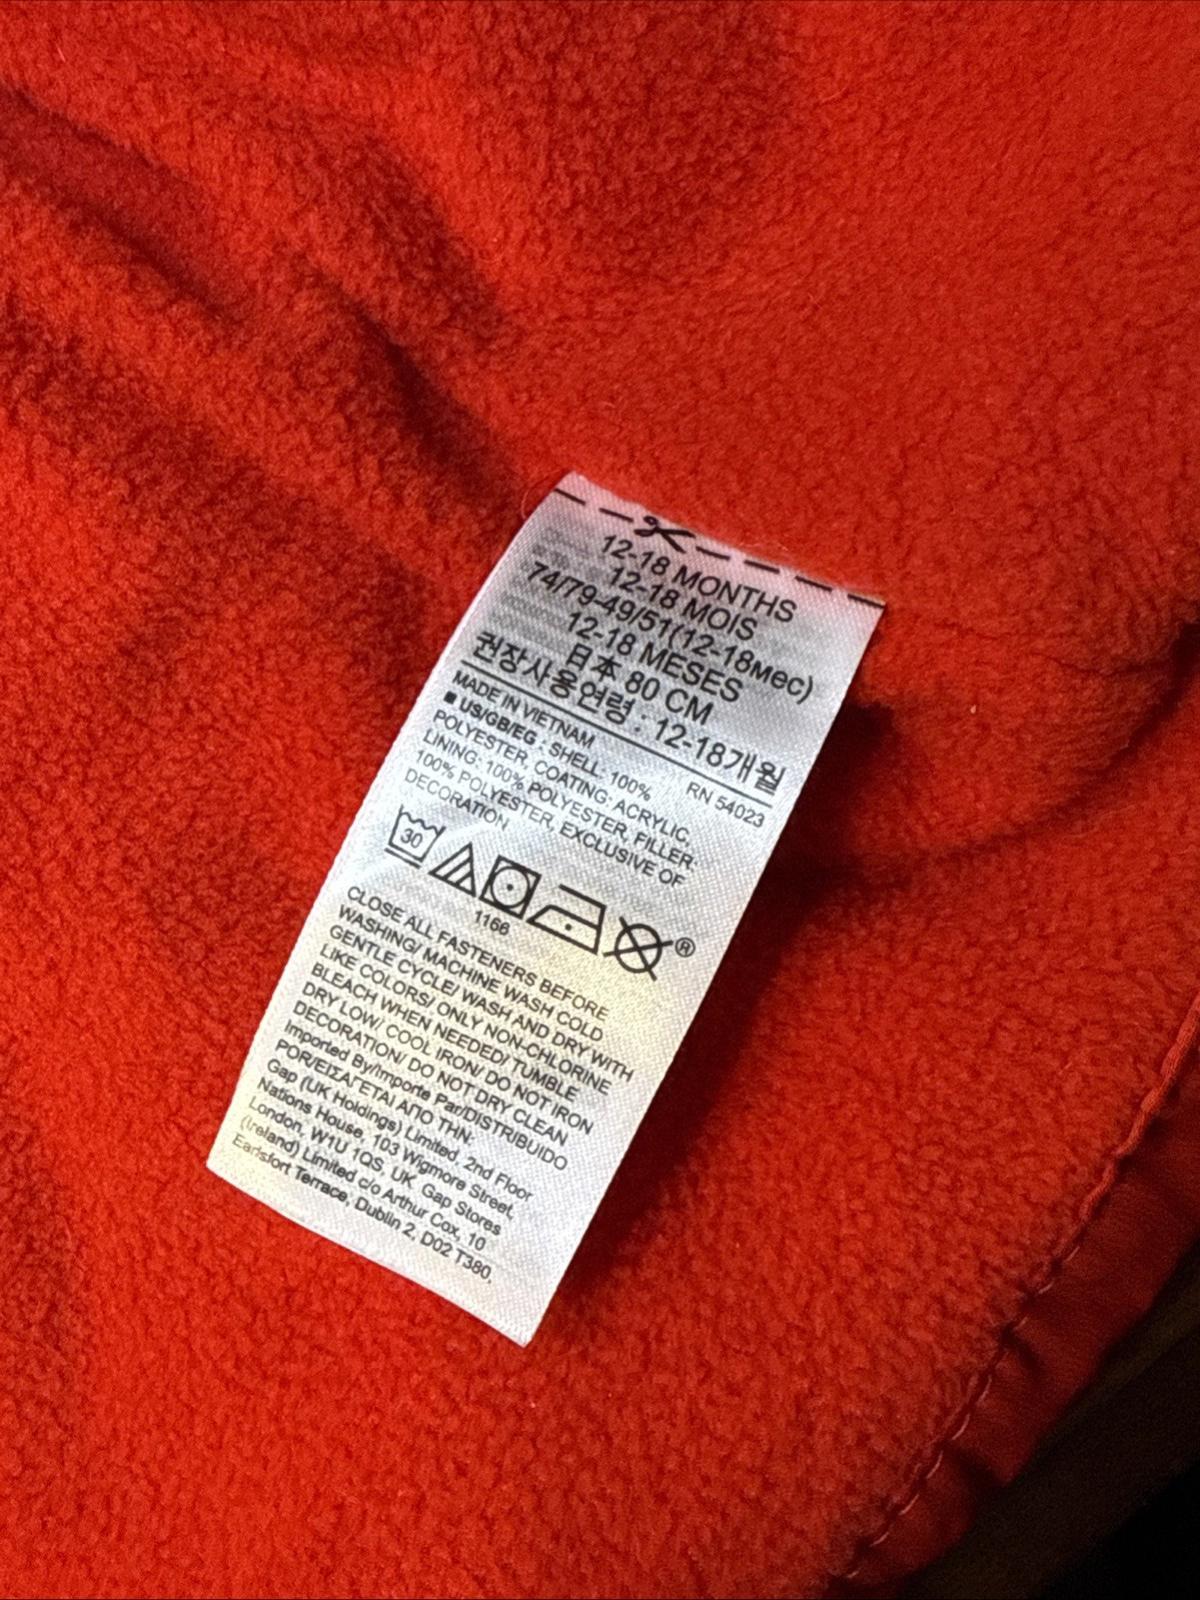 12-18 MONTHS
12-18 MOIS
74/79-49/51(12-18мес)
12-18 MESES
日本 80 CM
권장사용연령 : 12-18개월
MADE IN VIETNAM
RN 54023
■ US/GB/EG : SHELL: 100%
POLYESTER, COATING: ACRYLIC,
LINING: 100% POLYESTER, FILLER:
100% POLYESTER, EXCLUSIVE OF
DECORATION
30
®
1166
CLOSE ALL FASTENERS BEFORE
WASHING/ MACHINE WASH COLD
GENTLE CYCLE/ WASH AND DRY WITH
LIKE COLORS/ ONLY NON-CHLORINE
BLEACH WHEN NEEDED/ TUMBLE
DRY LOW/ COOL IRON/ DO NOT IRON
DECORATION/ DO NOT DRY CLEAN
Imported By/Importe Par/DISTRIBUIDO
POR/ΕΙΣΑΓΕΤΑΙ ΑΠΟ ΤΗΝ:
Gap (UK Holdings) Limited, 2nd Floor
Nations House, 103 Wigmore Street,
London, W1U 1QS, UK Gap Stores
(Ireland) Limited c/o Arthur Cox, 10
Earlsfort Terrace, Dublin 2, D02 T380,